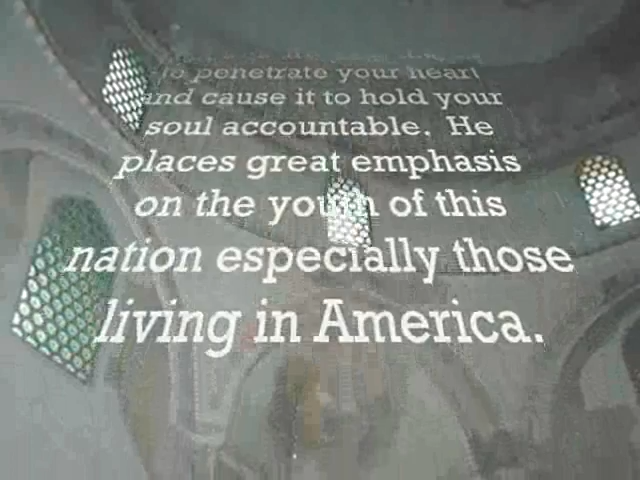 to penetrate your heart
and cause it to hold your
soul accountable. He
places great emphasis
on the youth of this
nation especially those
living in America.